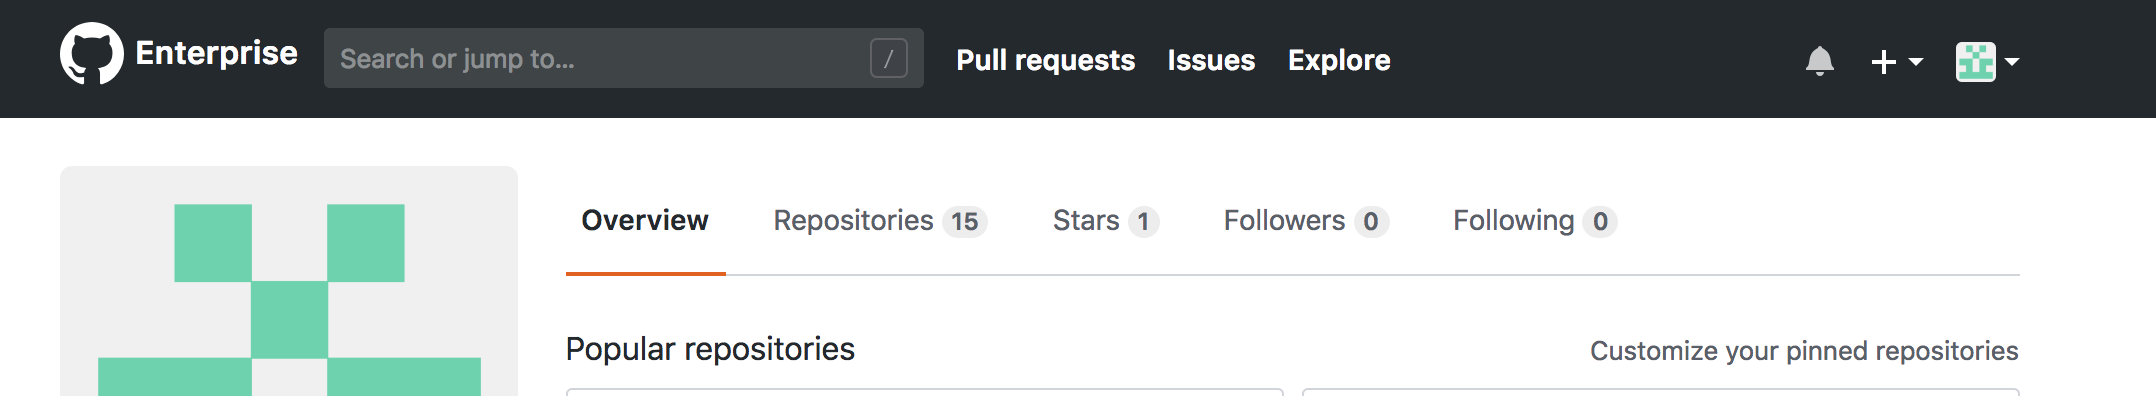 Enterprise Search or jump to... / Pull requests Issues Explore
Overview Repositories 15 Stars 1 Followers 0 Following 0
Popular repositories Customize your pinned repositories